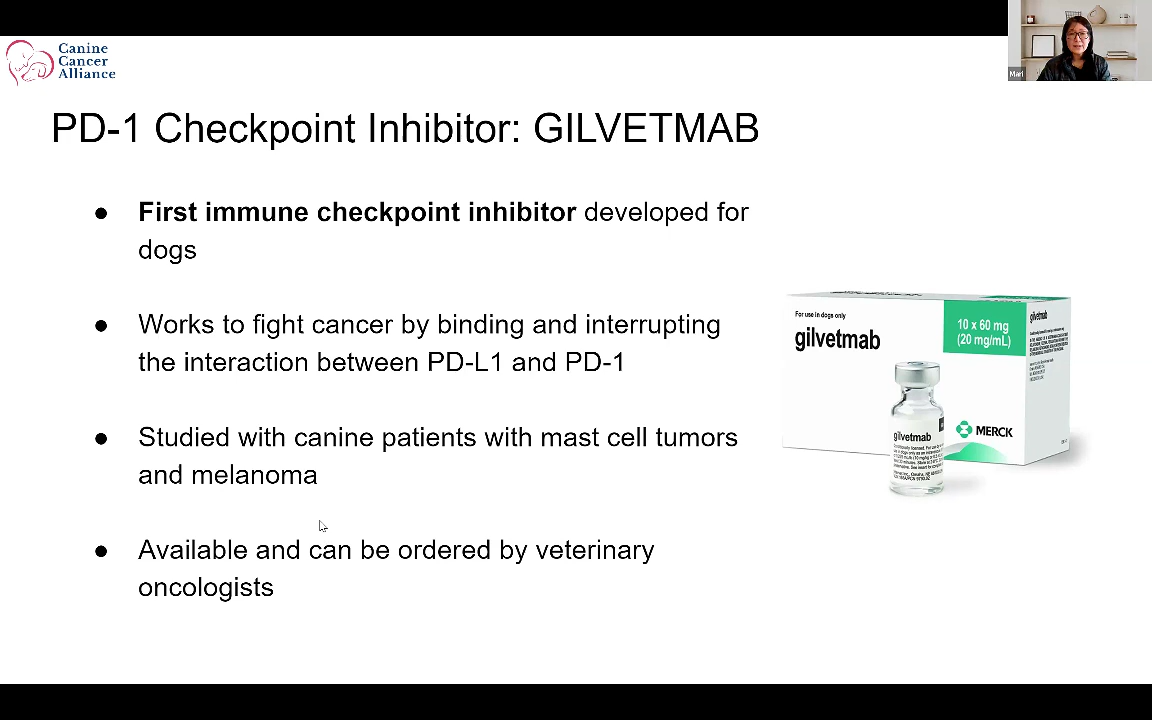 Canine
Cancer
Alliance
Mari
PD-1 Checkpoint Inhibitor: GILVETMAB
● First immune checkpoint inhibitor developed for
dogs
● Works to fight cancer by binding and interrupting
the interaction between PD-L1 and PD-1
● Studied with canine patients with mast cell tumors
and melanoma
● Available and can be ordered by veterinary
oncologists
For use in dogs only
gilvetmab
10 x 60 mg
(20 mg/mL)
gilvetmab
MERCK
gilvetmab